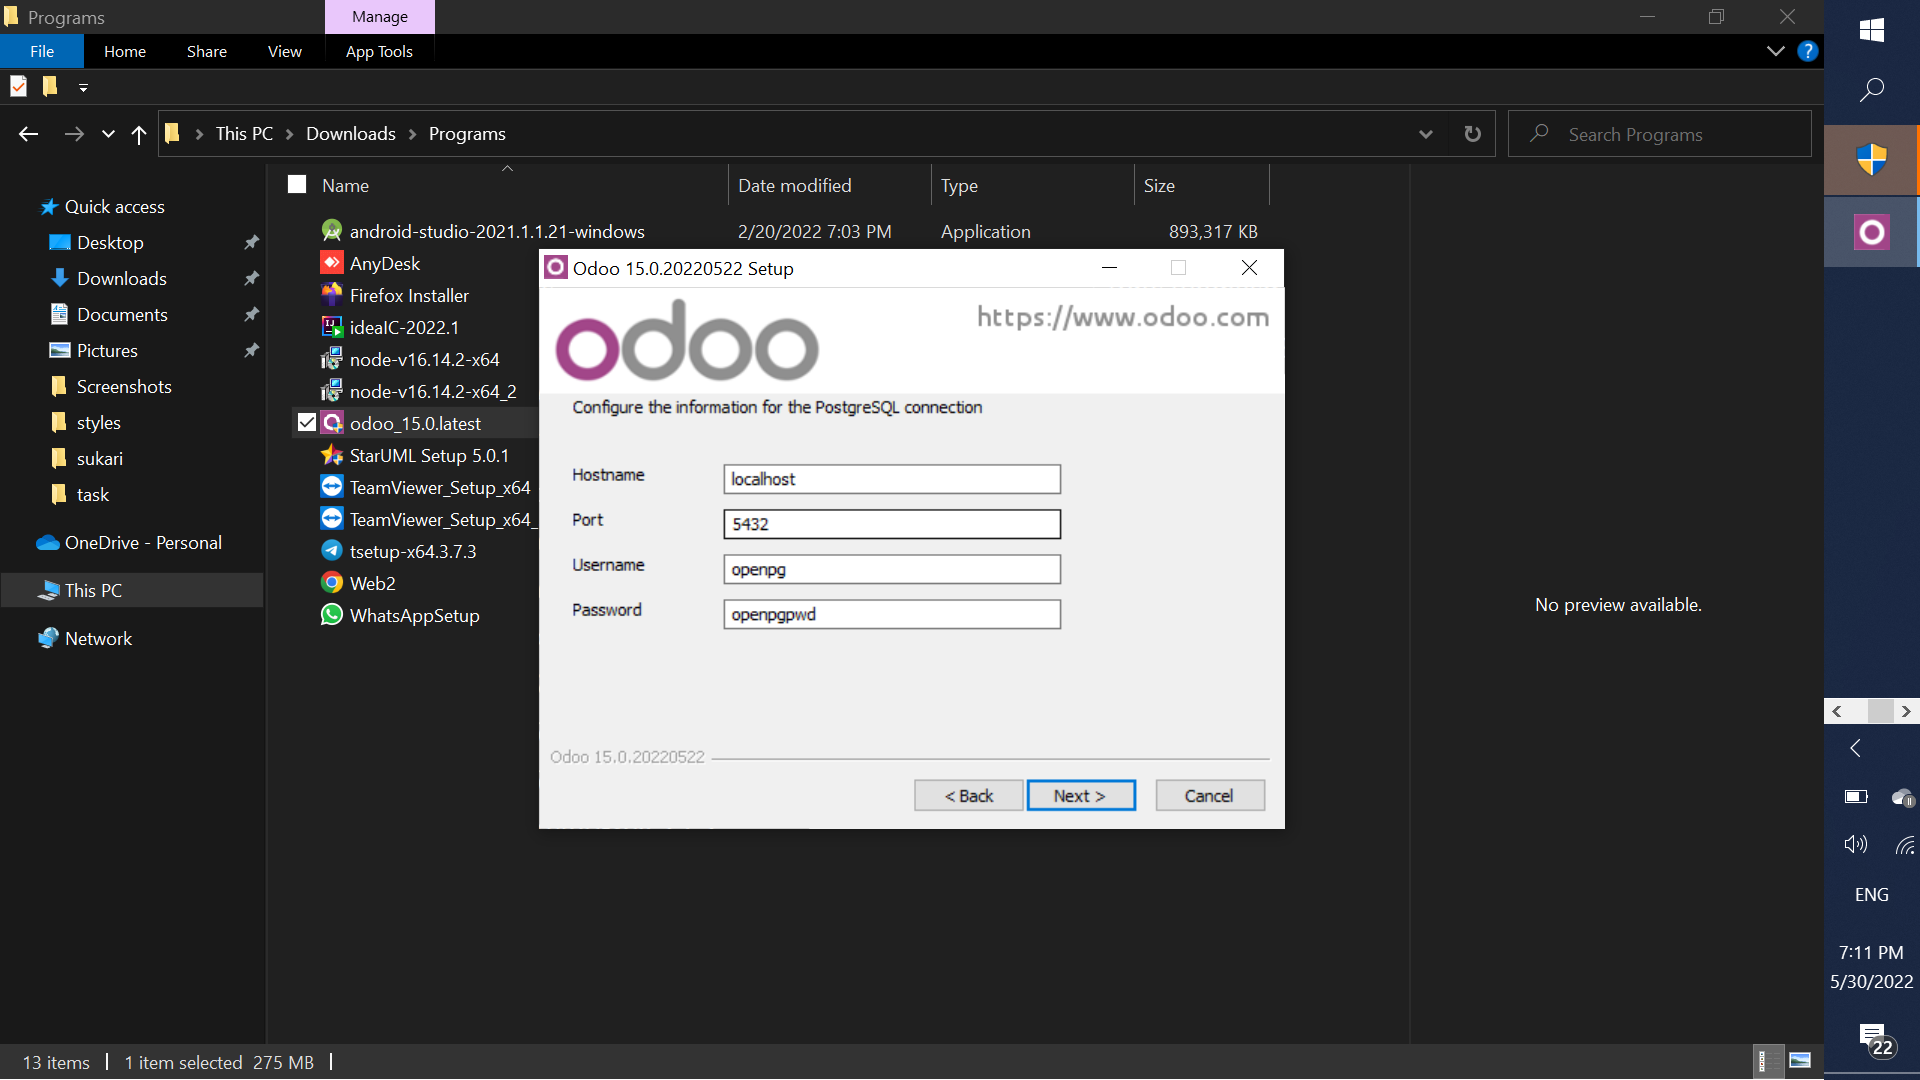 Programs
Manage
File
Home
Share
View
App Tools
?
This PC
Downloads
Programs
Search Programs
Name
Date modified
Type
Size
Quick access
Desktop
Downloads
Documents
Pictures
Screenshots
styles
sukari
task
OneDrive - Personal
This PC
Network
android-studio-2021.1.1.21-windows
2/20/2022 7:03 PM
Application
893,317 KB
AnyDesk
Firefox Installer
ideaIC-2022.1
node-v16.14.2-x64
node-v16.14.2-x64_2
odoo_15.0.latest
StarUML Setup 5.0.1
TeamViewer_Setup_x64
TeamViewer_Setup_x64_
tsetup-x64.3.7.3
Web2
WhatsAppSetup
Odoo 15.0.20220522 Setup
odoo
https://www.odoo.com
Configure the information for the PostgreSQL connection
Hostname
localhost
Port
5432
Username
openpg
Password
openpgpwd
Odoo 15.0.20220522
< Back
Next >
Cancel
No preview available.
ENG
7:11 PM
5/30/2022
22
13 items
1 item selected 275 MB